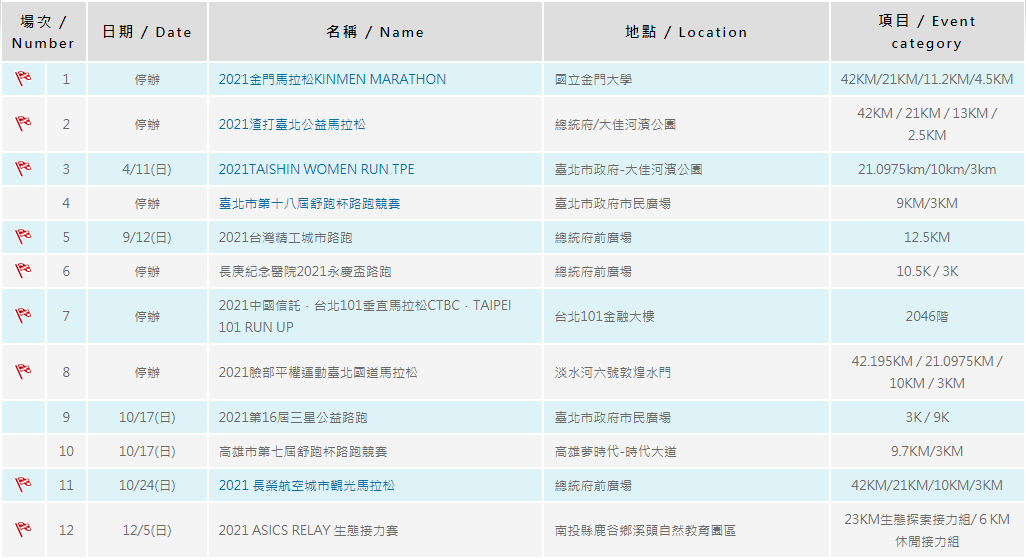 場次 / Number 日期 / Date 名稱 / Name 地點 / Location 項目 / Event category
1 停辦 2021金門馬拉松KINMEN MARATHON 國立金門大學 42KM/21KM/11.2KM/4.5KM
2 停辦 2021渣打臺北公益馬拉松 總統府/大佳河濱公園 42KM / 21KM / 13KM / 2.5KM
3 4/11(日) 2021TAISHIN WOMEN RUN TPE 臺北市政府-大佳河濱公園 21.0975km/10km/3km
4 停辦 臺北市第十八屆舒跑杯路跑競賽 臺北市政府市民廣場 9KM/3KM
5 9/12(日) 2021台灣精工城市路跑 總統府前廣場 12.5KM
6 停辦 長庚紀念醫院2021永慶盃路跑 總統府前廣場 10.5K / 3K
7 停辦 2021中國信託．台北101垂直馬拉松CTBC．TAIPEI 101 RUN UP 台北101金融大樓 2046階
8 停辦 2021臉部平權運動臺北國道馬拉松 淡水河六號敦煌水門 42.195KM / 21.0975KM / 10KM / 3KM
9 10/17(日) 2021第16屆三星公益路跑 臺北市政府市民廣場 3K / 9K
10 10/17(日) 高雄市第七屆舒跑杯路跑競賽 高雄夢時代-時代大道 9.7KM/3KM
11 10/24(日) 2021 長榮航空城市觀光馬拉松 總統府前廣場 42KM/21KM/10KM/3KM
12 12/5(日) 2021 ASICS RELAY 生態接力賽 南投縣鹿谷鄉溪頭自然教育園區 23KM生態探索接力組/ 6 KM休閒接力組